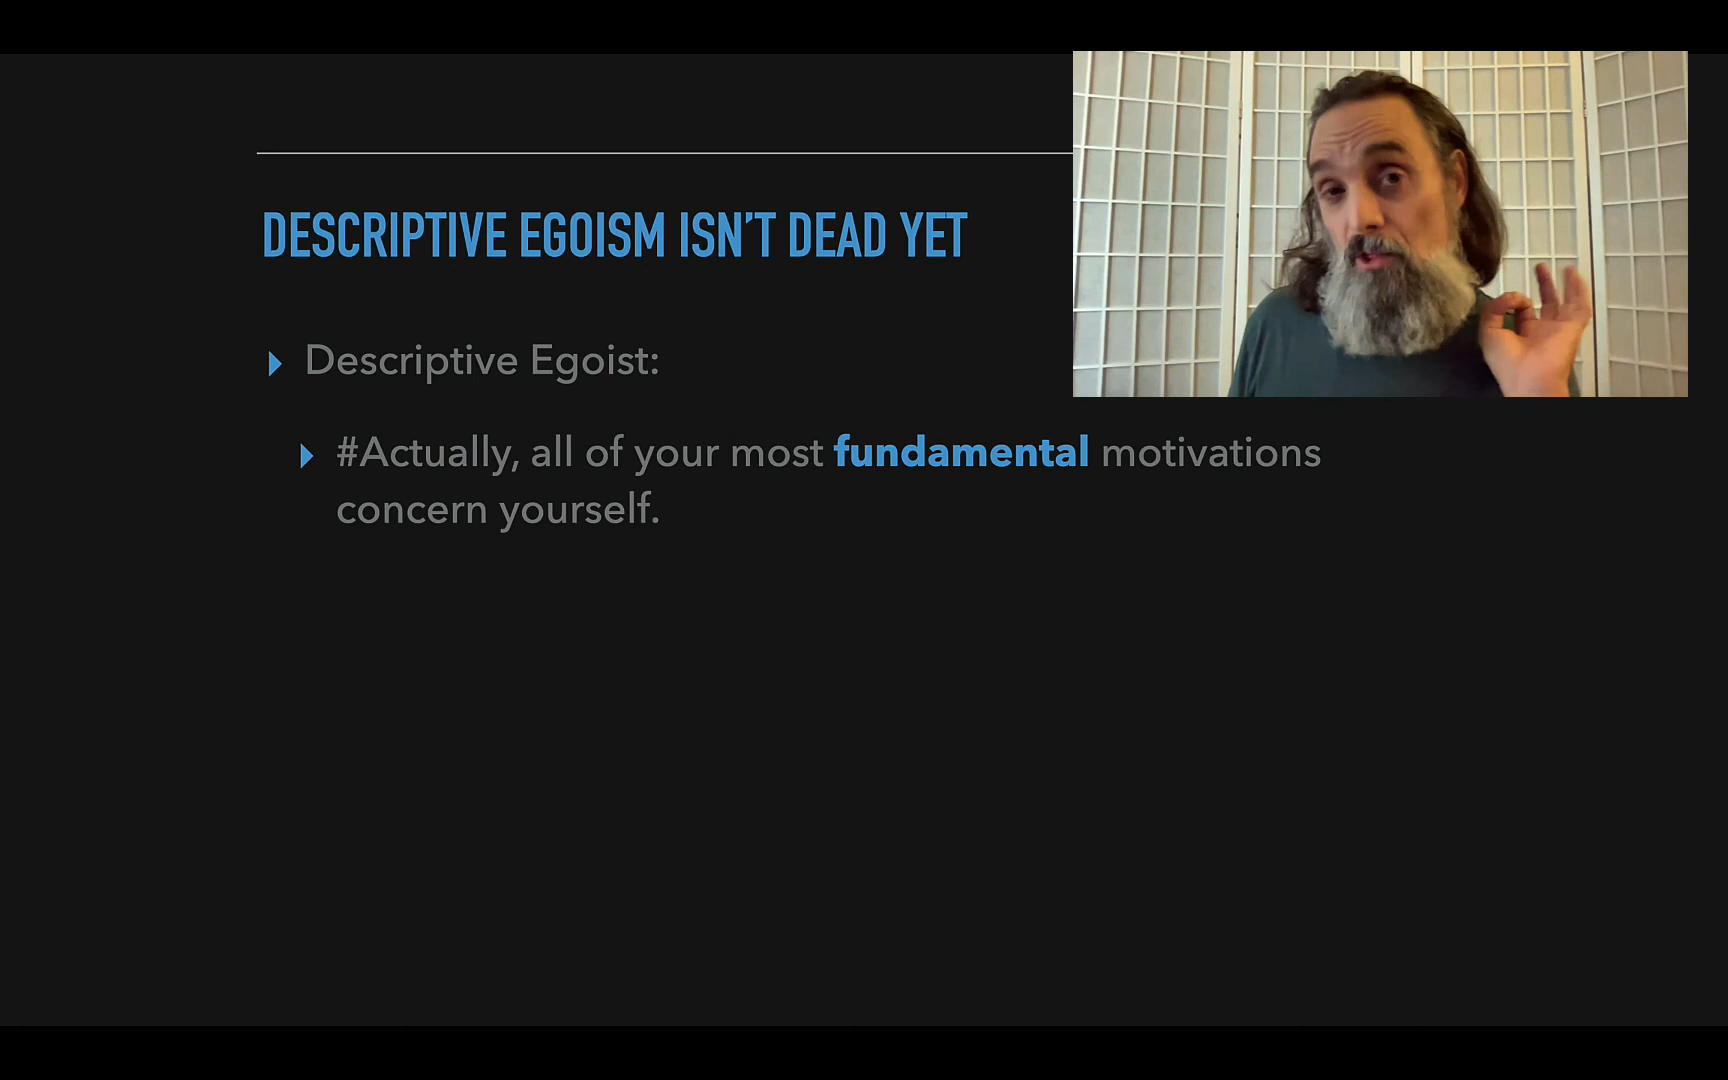 DESCRIPTIVE EGOISM ISN'T DEAD YET
Descriptive Egoist:
#Actually, all of your most fundamental motivations
concern yourself.